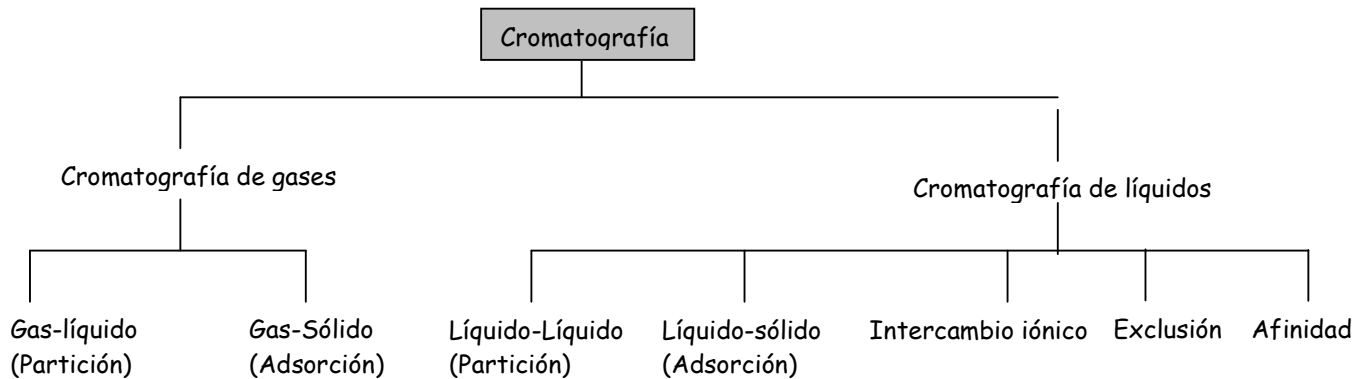 Cromatografía
Cromatografía de gases
Cromatografía de líquidos
Gas-líquido
(Partición)
Gas-Sólido
(Adsorción)
Líquido-Líquido
(Partición)
Líquido-sólido
(Adsorción)
Intercambio iónico
Exclusión
Afinidad